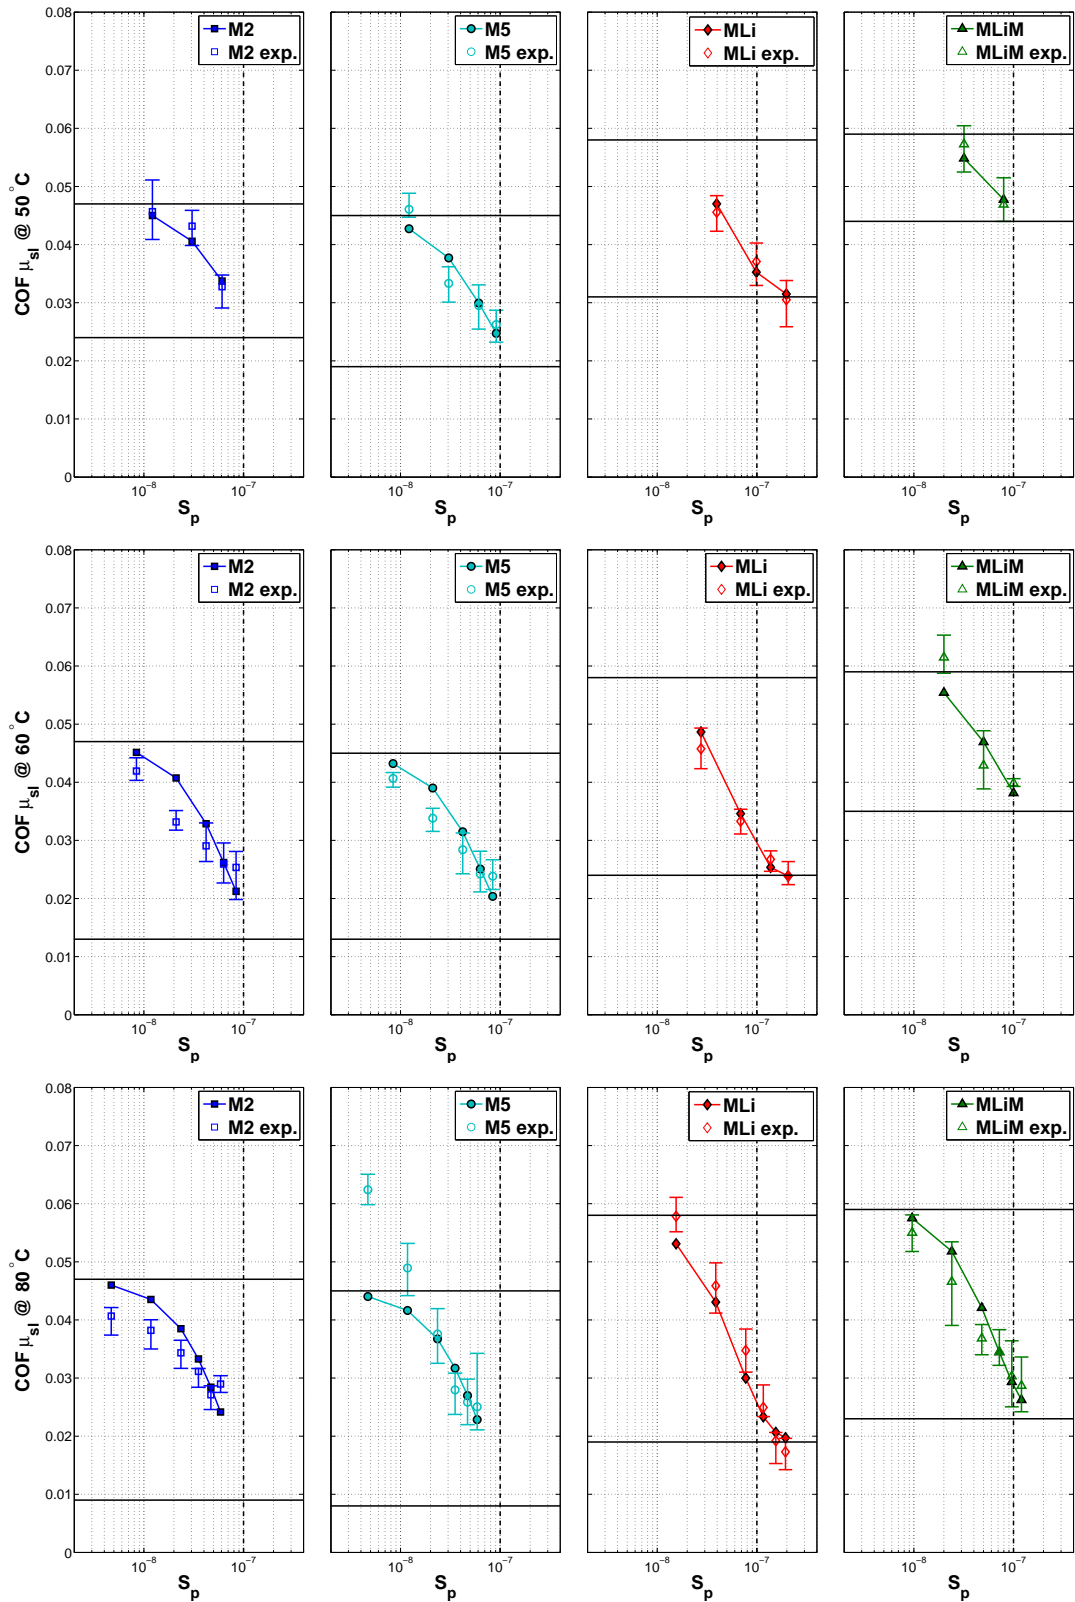 M2
M2 exp.
M5
M5 exp.
MLi
MLi exp.
MLiM
MLiM exp.
COF μsl @ 50°C
0.08
0.07
0.06
0.05
0.04
0.03
0.02
0.01
0
10⁻⁸ 10⁻⁷
10⁻⁸ 10⁻⁷
10⁻⁸ 10⁻⁷
10⁻⁸ 10⁻⁷
Sp
Sp
Sp
Sp
M2
M2 exp.
M5
M5 exp.
MLi
MLi exp.
MLiM
MLiM exp.
COF μsl @ 60°C
0.08
0.07
0.06
0.05
0.04
0.03
0.02
0.01
0
10⁻⁸ 10⁻⁷
10⁻⁸ 10⁻⁷
10⁻⁸ 10⁻⁷
10⁻⁸ 10⁻⁷
Sp
Sp
Sp
Sp
M2
M2 exp.
M5
M5 exp.
MLi
MLi exp.
MLiM
MLiM exp.
COF μsl @ 80°C
0.08
0.07
0.06
0.05
0.04
0.03
0.02
0.01
0
10⁻⁸ 10⁻⁷
10⁻⁸ 10⁻⁷
10⁻⁸ 10⁻⁷
10⁻⁸ 10⁻⁷
Sp
Sp
Sp
Sp